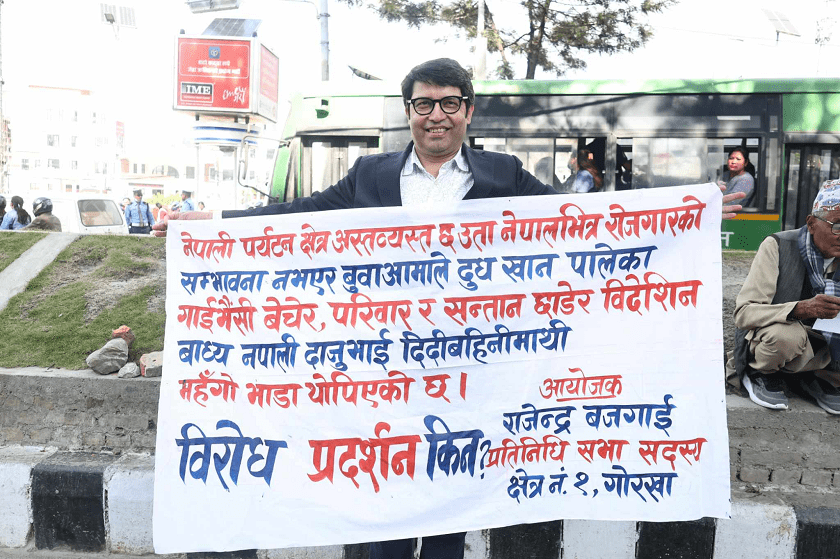 IME
नेपाली पर्यटन क्षेत्र अस्तव्यस्त छ उता नेपालभित्र रोजगारको
सम्भावना नभएर बुवाआमाले दुध खान पालेका
गाईभैंसी बेचेर, परिवार र सन्तान छाडेर विदेशिन
बाध्य नेपाली दाजुभाई दिदीबहिनीमाथी
महँगो भाडा थोपिएको छ।
विरोध प्रदर्शन किन?
आयोजक
राजेन्द्र बजगाई
प्रतिनिधि सभा सदस्य
क्षेत्र नं. १, गोरखा